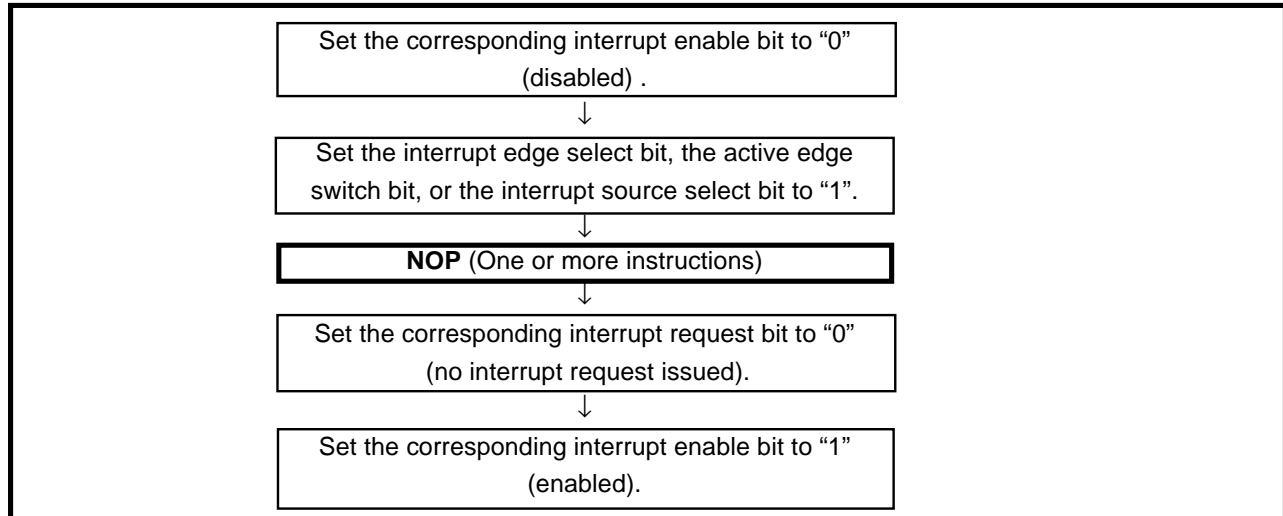 Set the corresponding interrupt enable bit to “0”
(disabled) .
↓
Set the interrupt edge select bit, the active edge
switch bit, or the interrupt source select bit to “1”.
↓
NOP (One or more instructions)
↓
Set the corresponding interrupt request bit to “0”
(no interrupt request issued).
↓
Set the corresponding interrupt enable bit to “1”
(enabled).